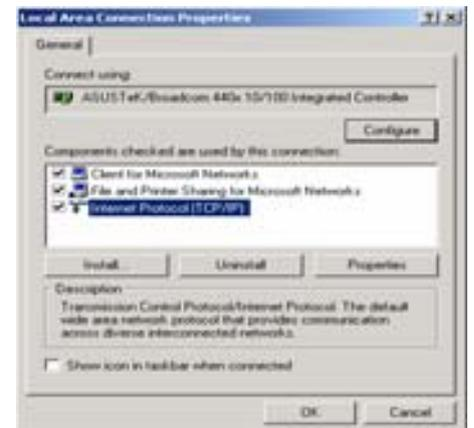 Local Area Connection Properties
General
Connect using:
ASUSTeK/Broadcom 440x 10/100 Integrated Controller
Configure
Components checked are used by this connection:
Client for Microsoft Networks
File and Printer Sharing for Microsoft Networks
Internet Protocol (TCP/IP)
Install...
Uninstall
Properties
Description
Transmission Control Protocol/Internet Protocol. The default
wide area network protocol that provides communication
across diverse interconnected networks.
Show icon in taskbar when connected
OK
Cancel